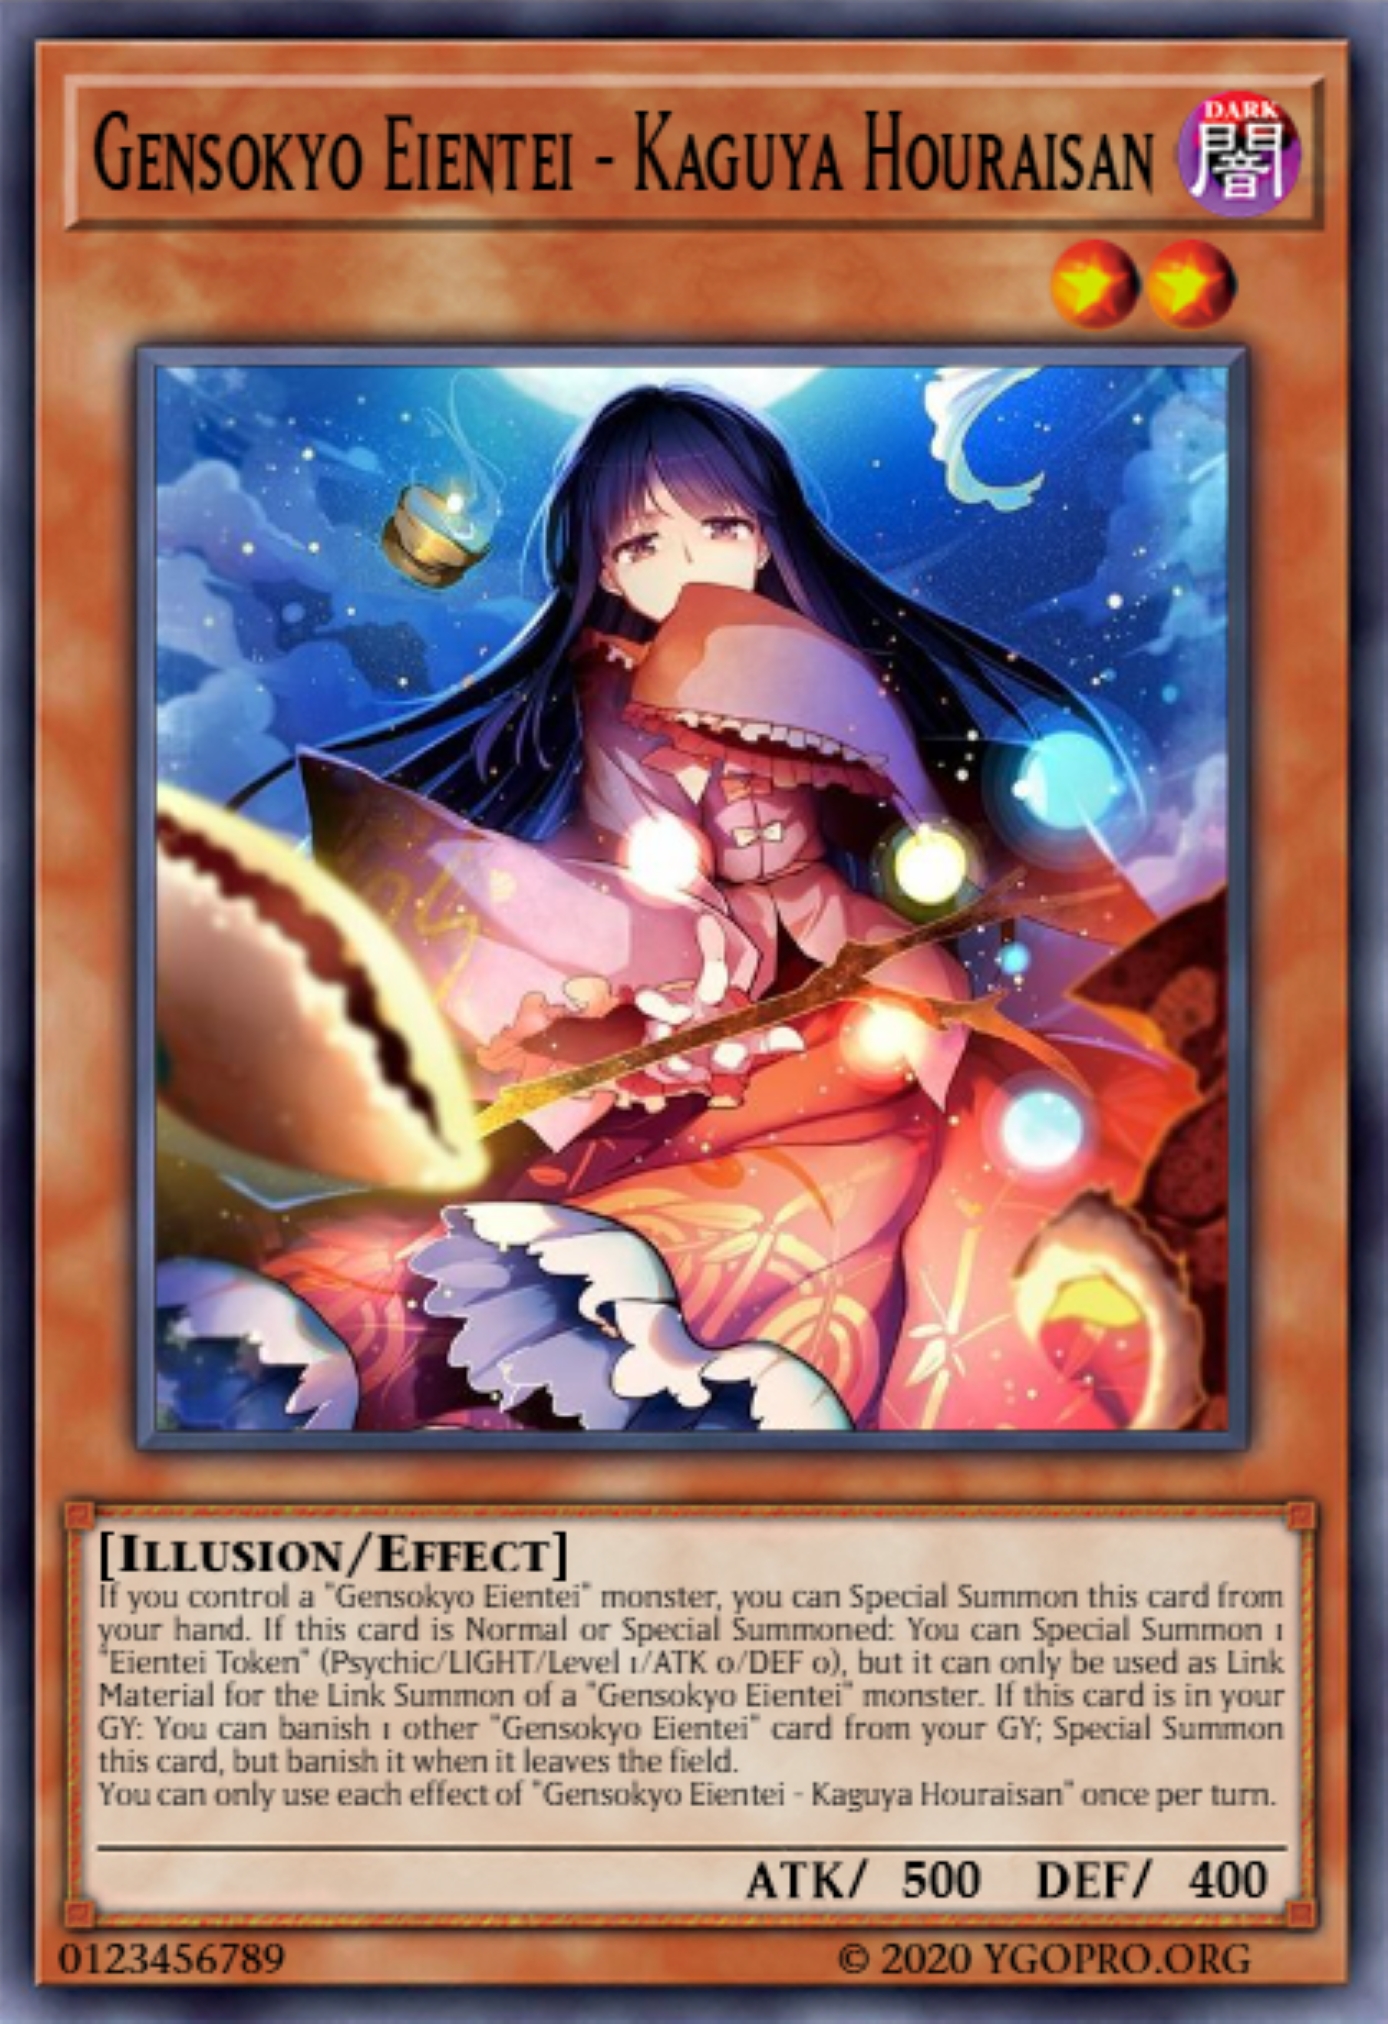 Gensokyo Eientei - Kaguya Houraisan
DARK
闇
[Illusion/Effect]
If you control a "Gensokyo Eientei" monster, you can Special Summon this card from
your hand. If this card is Normal or Special Summoned: You can Special Summon 1
"Eientei Token" (Psychic/LIGHT/Level 1/ATK 0/DEF 0), but it can only be used as Link
Material for the Link Summon of a "Gensokyo Eientei" monster. If this card is in your
GY: You can banish 1 other "Gensokyo Eientei" card from your GY; Special Summon
this card, but banish it when it leaves the field.
You can only use each effect of "Gensokyo Eientei - Kaguya Houraisan" once per turn.
ATK/ 500 DEF/ 400
0123456789 © 2020 YGOPRO.ORG